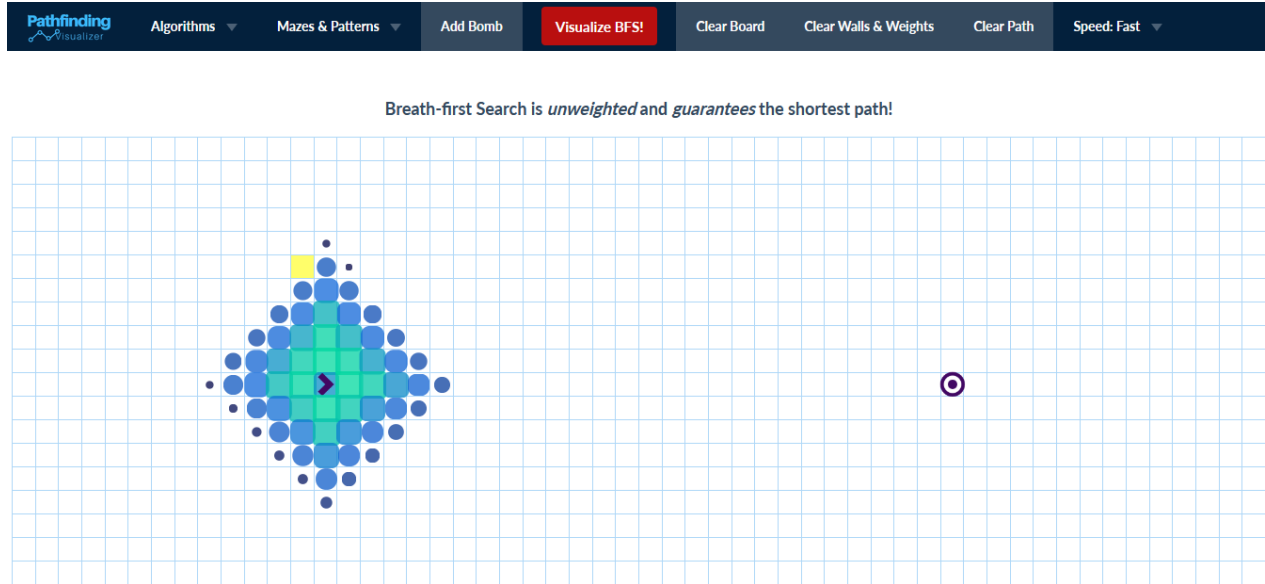 Pathfinding
Visualizer
Algorithms
Mazes & Patterns
Add Bomb
Visualize BFS!
Clear Board
Clear Walls & Weights
Clear Path
Speed: Fast
Breath-first Search is unweighted and guarantees the shortest path!